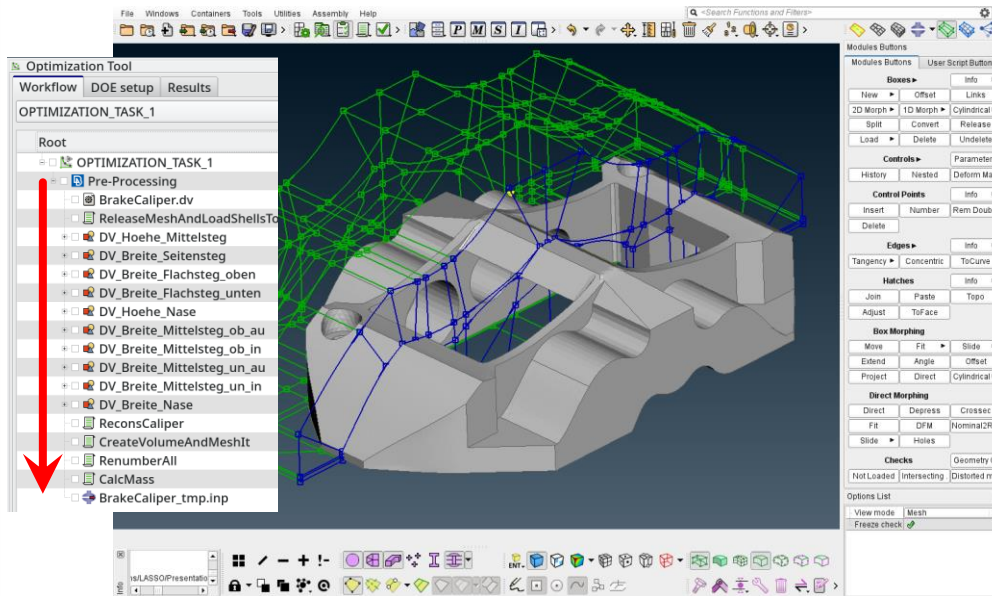 File Windows Containers Tools Utilities Assembly Help
<Search Functions and Filters>
P M S I
Modules Buttons
Modules Buttons User Script Button
Boxes Info
New Offset Links
2D Morph 1D Morph Cylindrical
Split Convert Release
Load Delete Undelete
Controls Parameter
History Nested Deform Ma
Control Points Info
Insert Number Rem Doub
Delete
Edges Info
Tangency Concentric ToCurve
Hatches Info
Join Paste Topo
Adjust ToFace
Box Morphing
Move Fit Slide
Extend Angle Offset
Project Direct Cylindrical
Direct Morphing
Direct Depress Crossec
Fit DFM Nominal2R
Slide Holes
Checks Geometry
Not Loaded Intersecting Distorted m
Options List
View mode Mesh
Freeze check
Optimization Tool
Workflow DOE setup Results
OPTIMIZATION_TASK_1
Root
OPTIMIZATION_TASK_1
Pre-Processing
BrakeCaliper.dv
ReleaseMeshAndLoadShellsTo
DV_Hoehe_Mittelsteg
DV_Breite_Seitensteg
DV_Breite_Flachsteg_oben
DV_Breite_Flachsteg_unten
DV_Hoehe_Nase
DV_Breite_Mittelsteg_ob_au
DV_Breite_Mittelsteg_ob_in
DV_Breite_Mittelsteg_un_au
DV_Breite_Mittelsteg_un_in
DV_Breite_Nase
ReconsCaliper
CreateVolumeAndMeshIt
RenumberAll
CalcMass
BrakeCaliper_tmp.inp
Info
ns/LASSO/Presentatio
ENT.